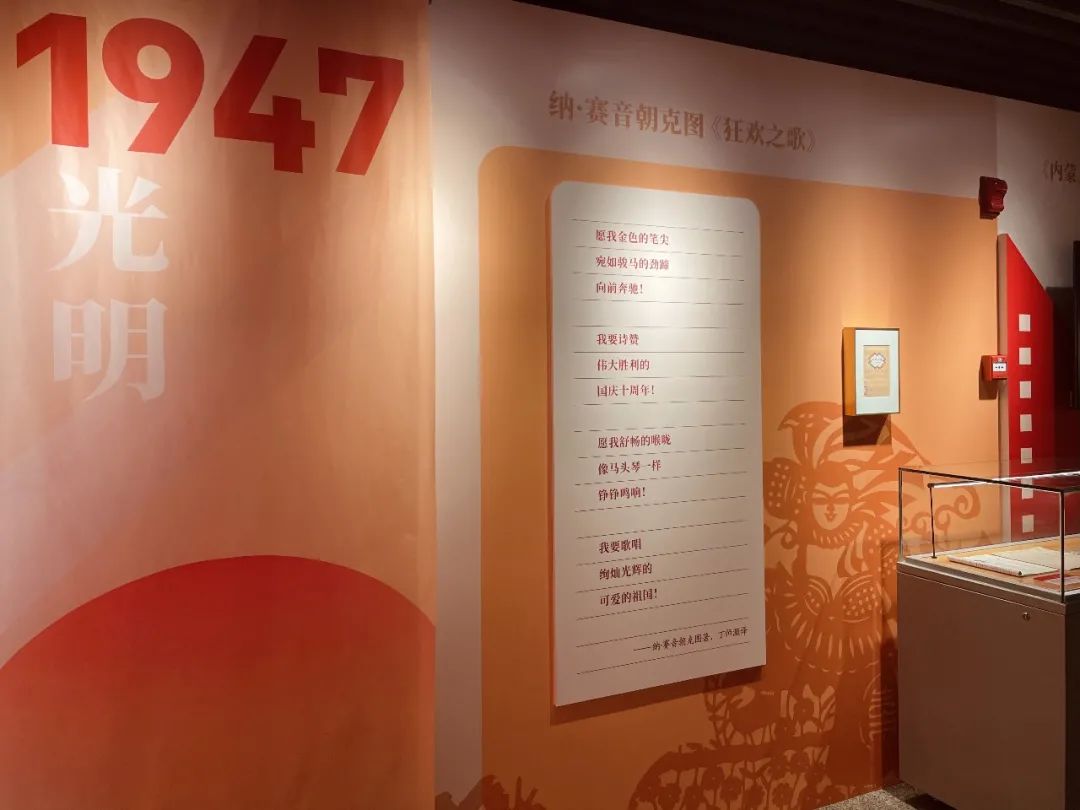 1947
光明
纳·赛音朝克图《狂欢之歌》
愿我金色的笔尖
宛如骏马的劲蹄
向前奔驰！
我要诗赞
伟大胜利的
国庆十周年！
愿我舒畅的喉咙
像马头琴一样
铮铮鸣响！
我要歌唱
绚灿光辉的
可爱的祖国！
——纳·赛音朝克图著，丁师灏译
《内蒙